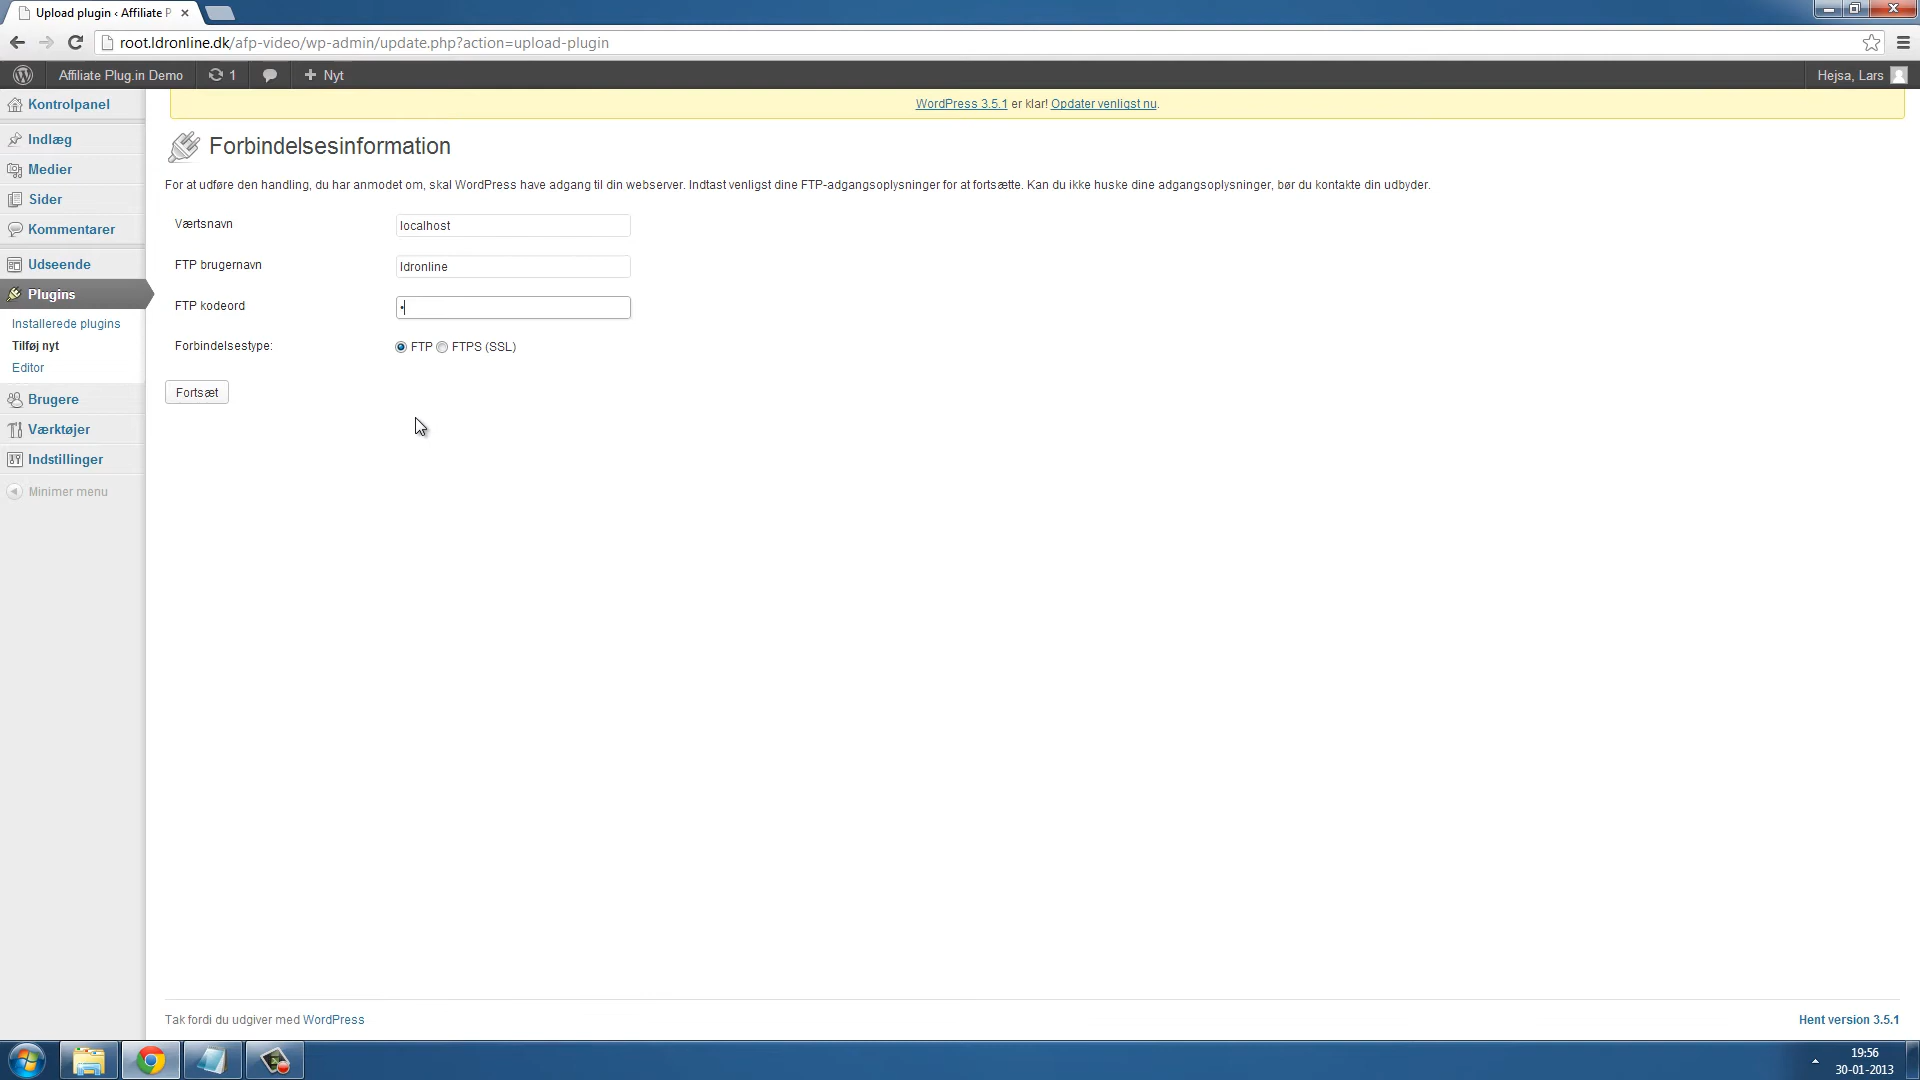 Upload plugin ‹ Affiliate P
root.ldronline.dk/afp-video/wp-admin/update.php?action=upload-plugin
Affiliate Plug.in Demo 1 Nyt Hejsa, Lars
WordPress 3.5.1 er klar! Opdater venligst nu.
Kontrolpanel
Indlæg
Medier
Sider
Kommentarer
Udseende
Plugins
Installerede plugins
Tilføj nyt
Editor
Brugere
Værktøjer
Indstillinger
Minimer menu
Forbindelsesinformation
For at udføre den handling, du har anmodet om, skal WordPress have adgang til din webserver. Indtast venligst dine FTP-adgangsoplysninger for at fortsætte. Kan du ikke huske dine adgangsoplysninger, bør du kontakte din udbyder.
Værtsnavn localhost
FTP brugernavn ldronline
FTP kodeord •
Forbindelsestype: FTP FTPS (SSL)
Fortsæt
Tak fordi du udgiver med WordPress Hent version 3.5.1
19:56
30-01-2013